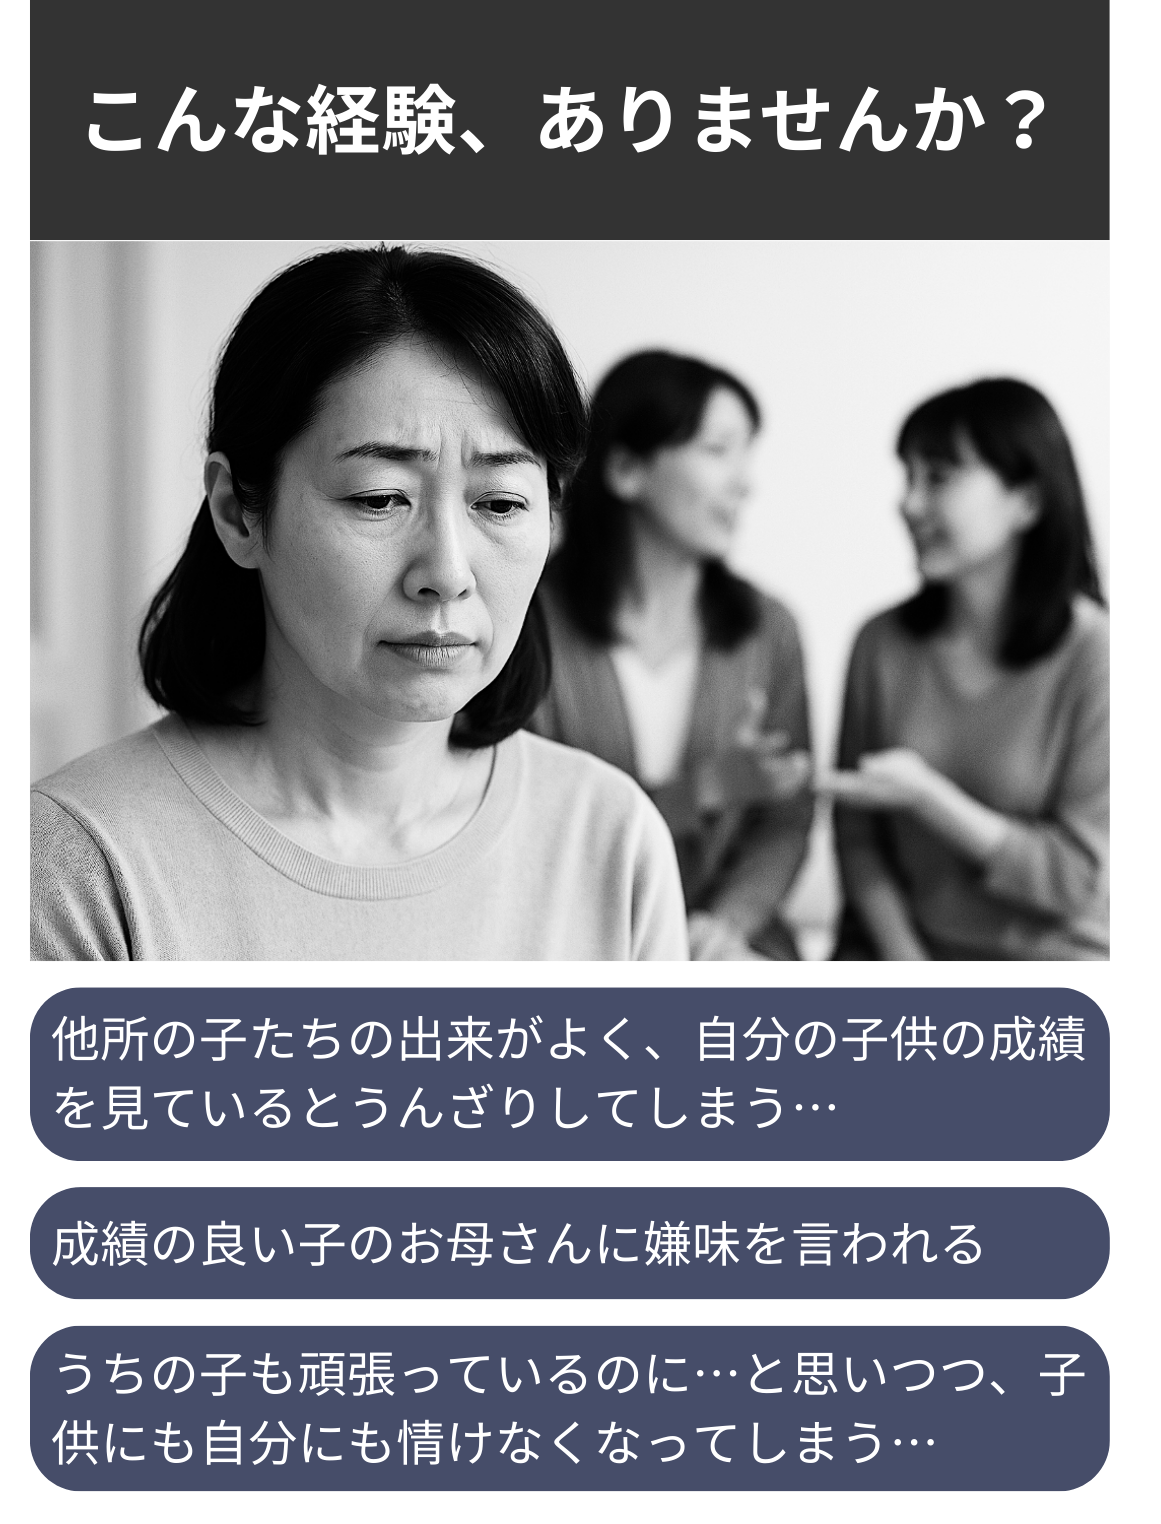 こんな経験、ありませんか？
他所の子たちの出来がよく、自分の子供の成績
を見ているとうんざりしてしまう…
成績の良い子のお母さんに嫌味を言われる
うちの子も頑張っているのに…と思いつつ、子
供にも自分にも情けなくなってしまう…